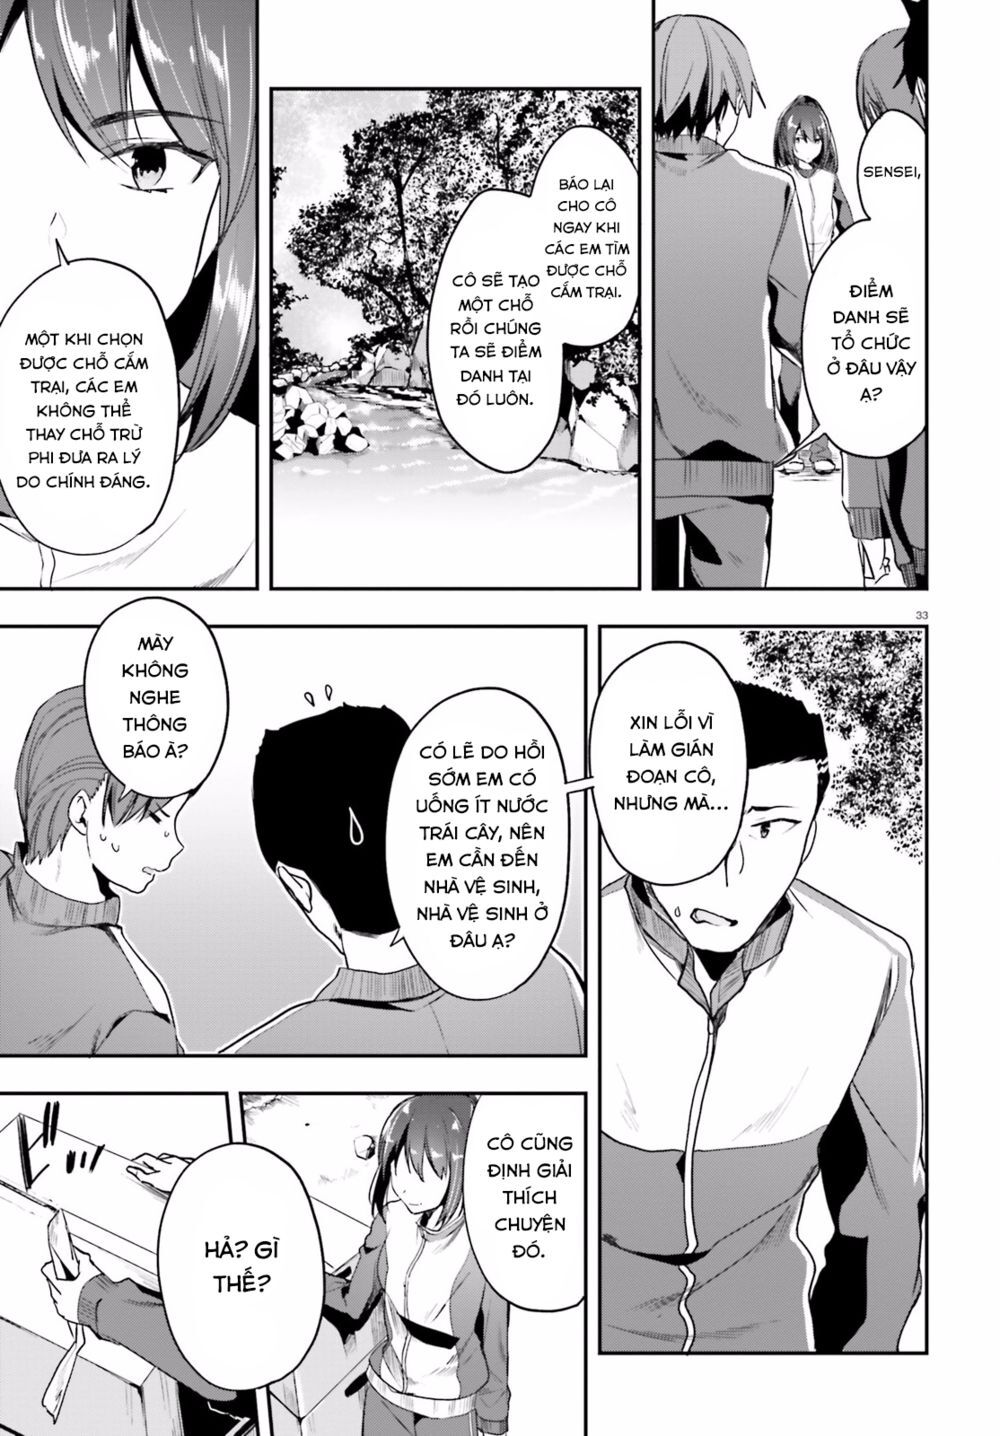 SENSEI,
ĐIỂM
DANH SẼ
TỔ CHỨC
Ở ĐÂU VẬY
Ạ?
BÁO LẠI
CHO CÔ
NGAY KHI
CÁC EM TÌM
ĐƯỢC CHỖ
CẮM TRẠI.
CÔ SẼ TẠO
MỘT CHỖ
RỒI CHÚNG
TA SẼ ĐIỂM
DANH TẠI
ĐÓ LUÔN.
MỘT KHI CHỌN
ĐƯỢC CHỖ CẮM
TRẠI, CÁC EM
KHÔNG THỂ
THAY CHỖ TRỪ
PHI ĐƯA RA LÝ
DO CHÍNH ĐÁNG.
33
XIN LỖI VÌ
LÀM GIÁN
ĐOẠN CÔ,
NHƯNG MÀ...
CÓ LẼ DO HỒI
SỚM EM CÓ
UỐNG ÍT NƯỚC
TRÁI CÂY, NÊN
EM CẦN ĐẾN
NHÀ VỆ SINH,
NHÀ VỆ SINH Ở
ĐÂU Ạ?
MÀY
KHÔNG
NGHE
THÔNG
BÁO À?
CÔ CŨNG
ĐỊNH GIẢI
THÍCH
CHUYỆN
ĐÓ.
HẢ? GÌ
THẾ?